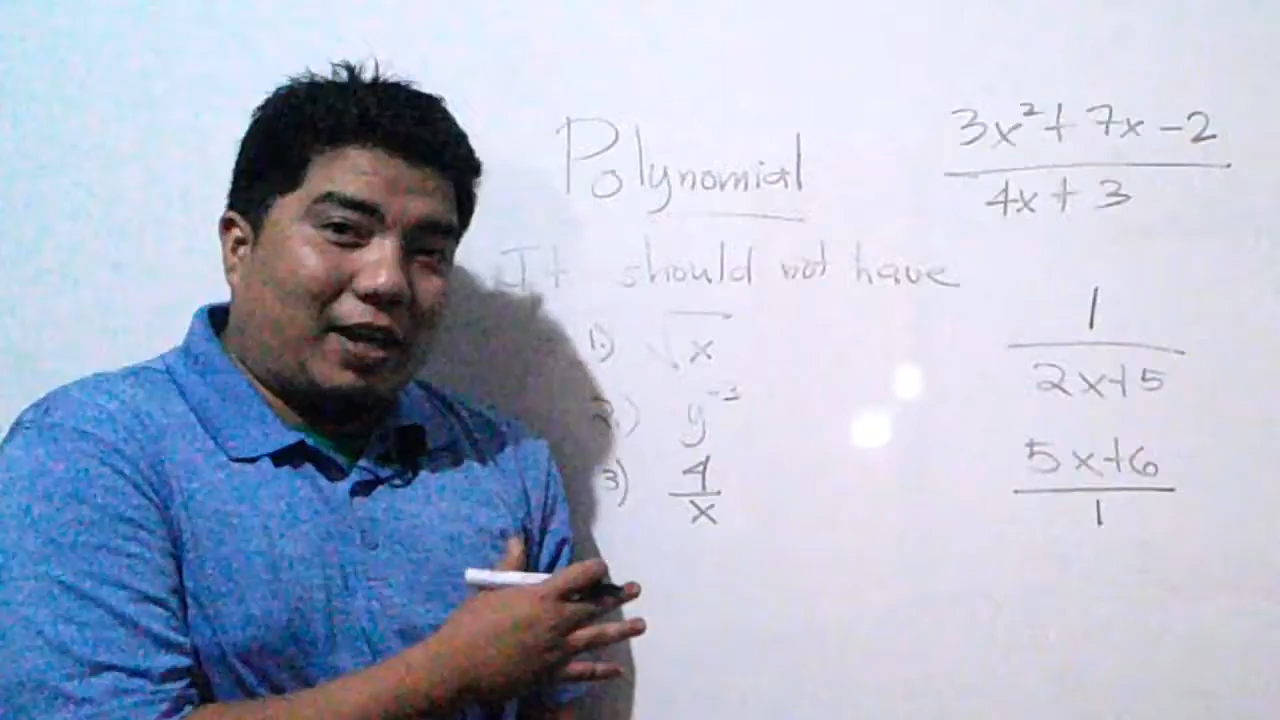 Polynomial
It should not have
1.) √x
2.) y⁻³
3) 4/x
3x² + 7x - 2 / 4x + 3
1 / 2x+5
5x+6 / 1